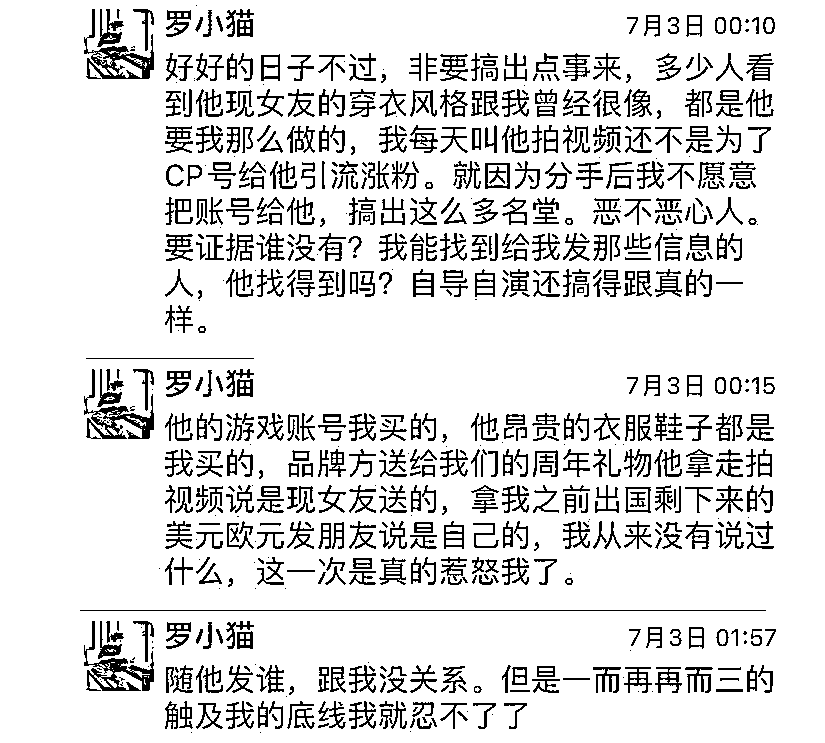 罗小猫
7月3日 00:10
好好的日子不过，非要搞出点事来，多少人看
到他现女友的穿衣风格跟我曾经很像，都是他
要我那么做的，我每天叫他拍视频还不是为了
CP号给他引流涨粉。就因为分手后我不愿意
把账号给他，搞出这么多名堂。恶不恶心人。
要证据谁没有？我能找到给我发那些信息的
人，他找得到吗？自导自演还搞得跟真的一
样。
罗小猫
7月3日 00:15
他的游戏账号我买的，他昂贵的衣服鞋子都是
我买的，品牌方送给我们的周年礼物他拿走拍
视频说是现女友送的，拿我之前出国剩下来的
美元欧元发朋友说是自己的，我从来没有说过
什么，这一次是真的惹怒我了。
罗小猫
7月3日 01:57
随他发谁，跟我没关系。但是一而再再而三的
触及我的底线我就忍不了了